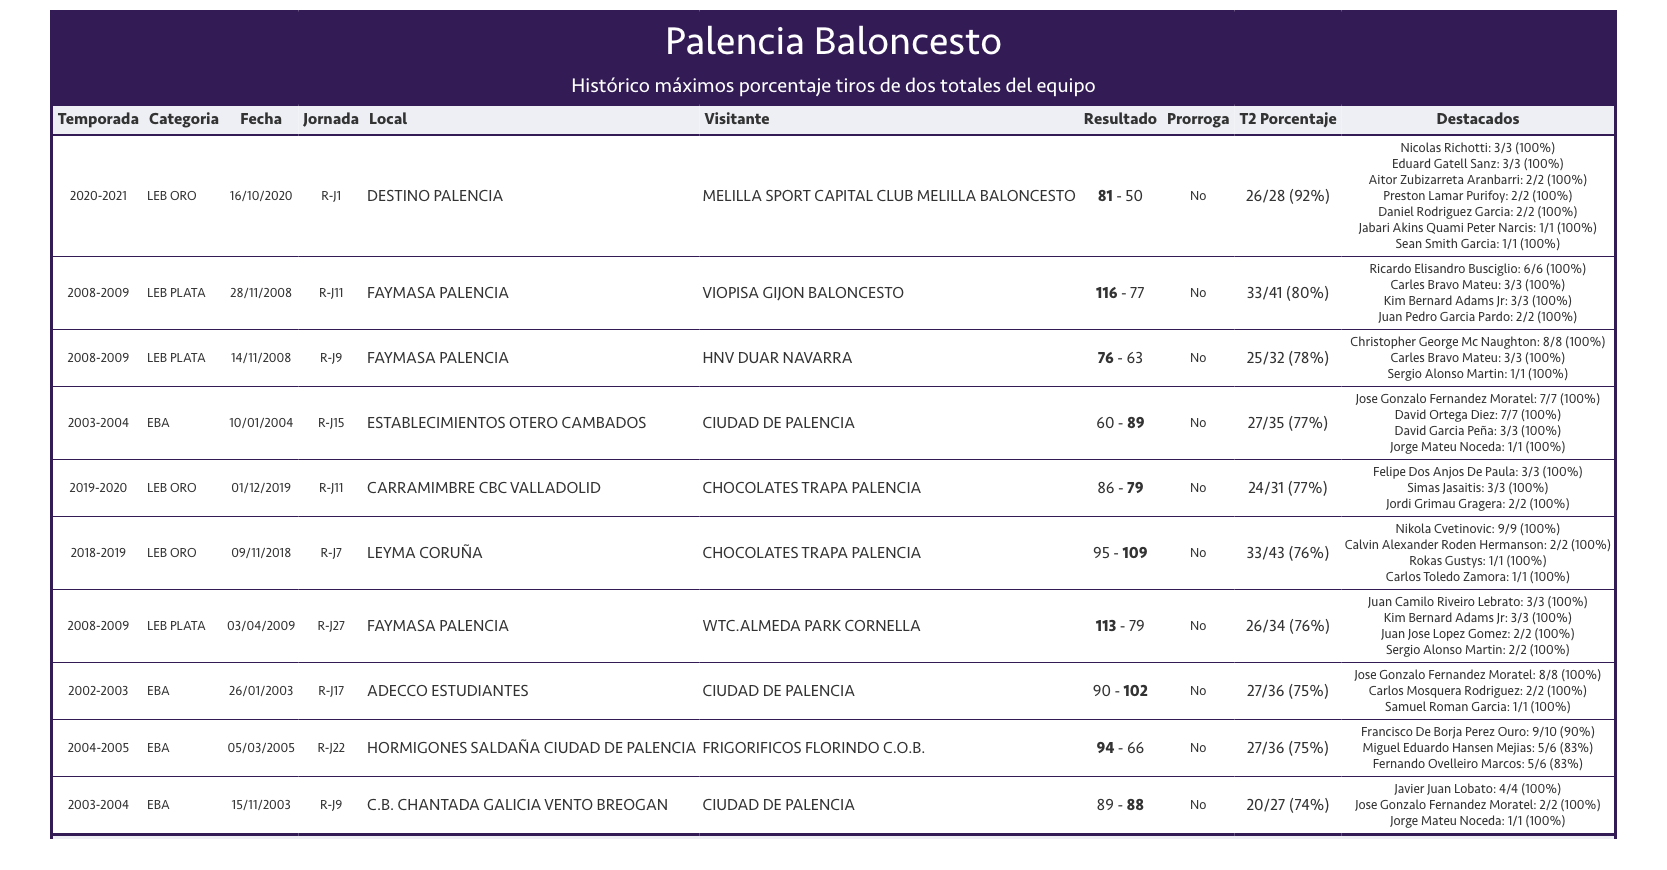 Palencia Baloncesto
Histórico máximos porcentaje tiros de dos totales del equipo
Temporada Categoria Fecha Jornada Local Visitante Resultado Prorroga T2 Porcentaje Destacados
2020-2021 LEB ORO 16/10/2020 R-J1 DESTINO PALENCIA MELILLA SPORT CAPITAL CLUB MELILLA BALONCESTO 81 - 50 No 26/28 (92%)
Nicolas Richotti: 3/3 (100%)
Eduard Gatell Sanz: 3/3 (100%)
Aitor Zubizarreta Aranbarri: 2/2 (100%)
Preston Lamar Purifoy: 2/2 (100%)
Daniel Rodriguez Garcia: 2/2 (100%)
Jabari Akins Quami Peter Narcis: 1/1 (100%)
Sean Smith Garcia: 1/1 (100%)
2008-2009 LEB PLATA 28/11/2008 R-J11 FAYMASA PALENCIA VIOPISA GIJON BALONCESTO 116 - 77 No 33/41 (80%)
Ricardo Elisandro Busciglio: 6/6 (100%)
Carles Bravo Mateu: 3/3 (100%)
Kim Bernard Adams Jr: 3/3 (100%)
Juan Pedro Garcia Pardo: 2/2 (100%)
2008-2009 LEB PLATA 14/11/2008 R-J9 FAYMASA PALENCIA HNV DUAR NAVARRA 76 - 63 No 25/32 (78%)
Christopher George Mc Naughton: 8/8 (100%)
Carles Bravo Mateu: 3/3 (100%)
Sergio Alonso Martin: 1/1 (100%)
2003-2004 EBA 10/01/2004 R-J15 ESTABLECIMIENTOS OTERO CAMBADOS CIUDAD DE PALENCIA 60 - 89 No 27/35 (77%)
Jose Gonzalo Fernandez Moratel: 7/7 (100%)
David Ortega Diez: 7/7 (100%)
David Garcia Peña: 3/3 (100%)
Jorge Mateu Noceda: 1/1 (100%)
2019-2020 LEB ORO 01/12/2019 R-J11 CARRAMIMBRE CBC VALLADOLID CHOCOLATES TRAPA PALENCIA 86 - 79 No 24/31 (77%)
Felipe Dos Anjos De Paula: 3/3 (100%)
Simas Jasaitis: 3/3 (100%)
Jordi Grimau Gragera: 2/2 (100%)
2018-2019 LEB ORO 09/11/2018 R-J7 LEYMA CORUÑA CHOCOLATES TRAPA PALENCIA 95 - 109 No 33/43 (76%)
Nikola Cvetinovic: 9/9 (100%)
Calvin Alexander Roden Hermanson: 2/2 (100%)
Rokas Gustys: 1/1 (100%)
Carlos Toledo Zamora: 1/1 (100%)
2008-2009 LEB PLATA 03/04/2009 R-J27 FAYMASA PALENCIA WTC.ALMEDA PARK CORNELLA 113 - 79 No 26/34 (76%)
Juan Camilo Riveiro Lebrato: 3/3 (100%)
Kim Bernard Adams Jr: 3/3 (100%)
Juan Jose Lopez Gomez: 2/2 (100%)
Sergio Alonso Martin: 2/2 (100%)
2002-2003 EBA 26/01/2003 R-J17 ADECCO ESTUDIANTES CIUDAD DE PALENCIA 90 - 102 No 27/36 (75%)
Jose Gonzalo Fernandez Moratel: 8/8 (100%)
Carlos Mosquera Rodriguez: 2/2 (100%)
Samuel Roman Garcia: 1/1 (100%)
2004-2005 EBA 05/03/2005 R-J22 HORMIGONES SALDAÑA CIUDAD DE PALENCIA FRIGORIFICOS FLORINDO C.O.B. 94 - 66 No 27/36 (75%)
Francisco De Borja Perez Ouro: 9/10 (90%)
Miguel Eduardo Hansen Mejias: 5/6 (83%)
Fernando Ovelleiro Marcos: 5/6 (83%)
2003-2004 EBA 15/11/2003 R-J9 C.B. CHANTADA GALICIA VENTO BREOGAN CIUDAD DE PALENCIA 89 - 88 No 20/27 (74%)
Javier Juan Lobato: 4/4 (100%)
Jose Gonzalo Fernandez Moratel: 2/2 (100%)
Jorge Mateu Noceda: 1/1 (100%)